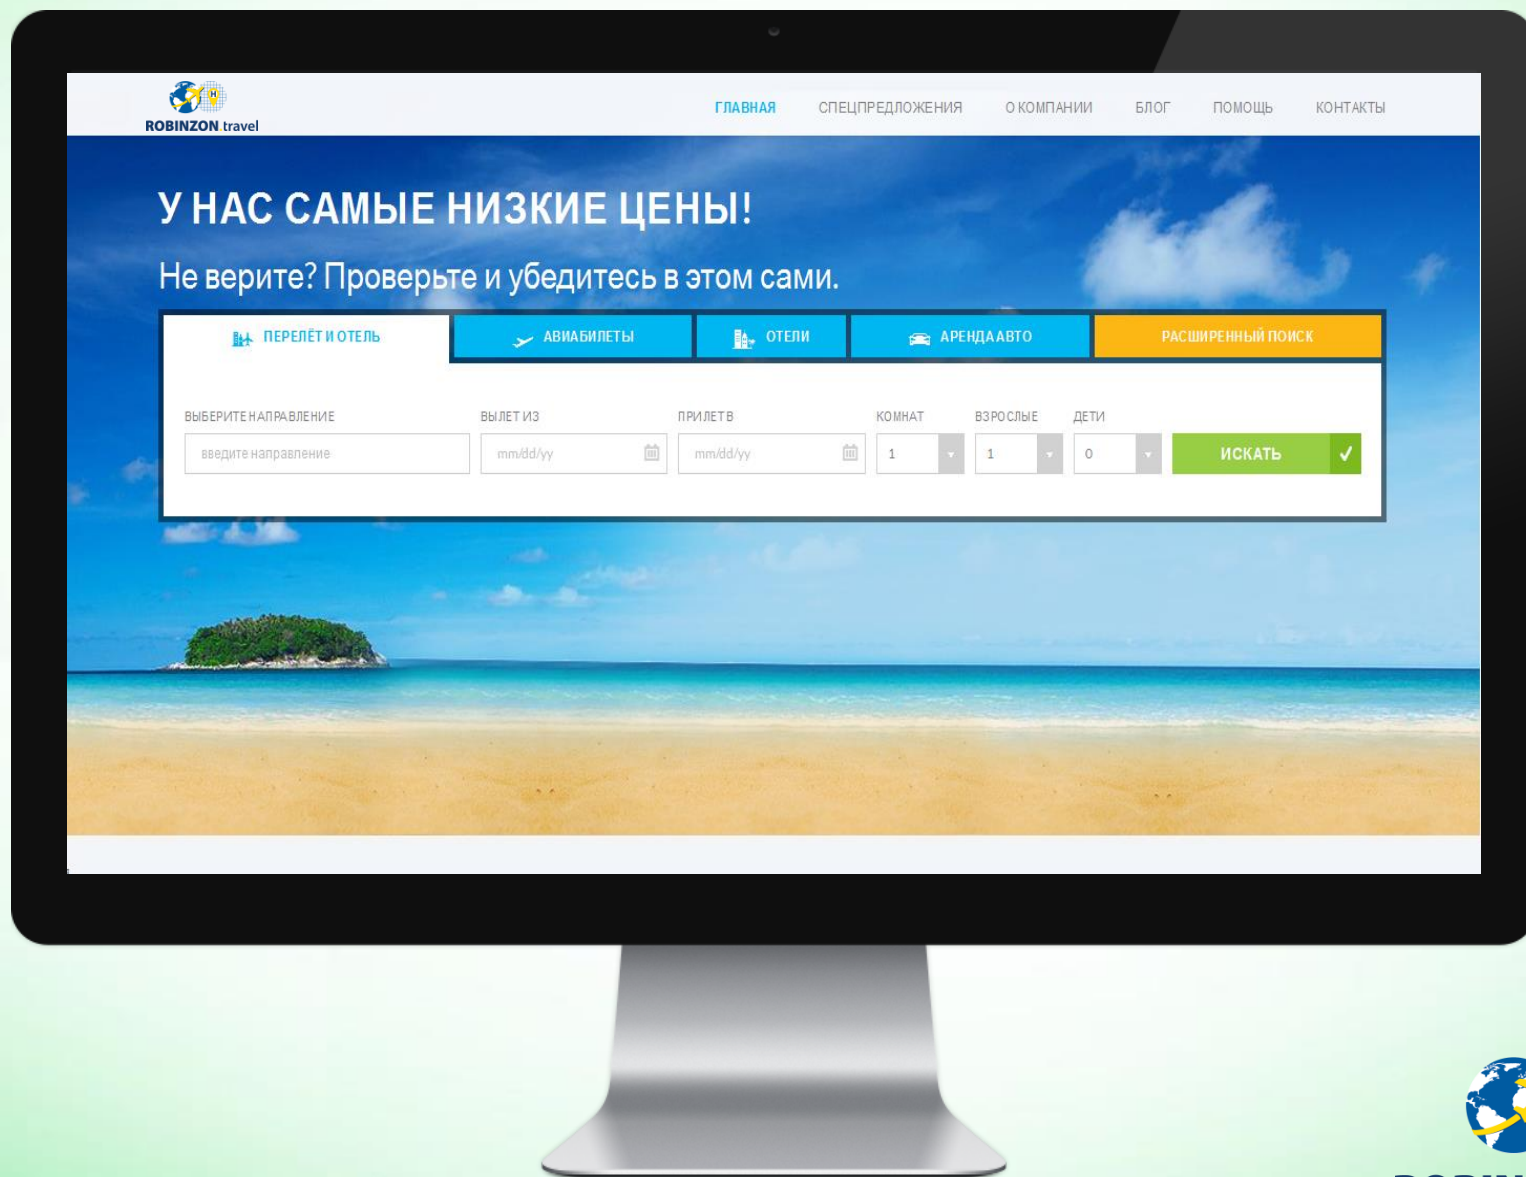 ROBINZON.travel
ГЛАВНАЯ СПЕЦПРЕДЛОЖЕНИЯ О КОМПАНИИ БЛОГ ПОМОЩЬ КОНТАКТЫ
У НАС САМЫЕ НИЗКИЕ ЦЕНЫ!
Не верите? Проверьте и убедитесь в этом сами.
ПЕРЕЛЁТ И ОТЕЛЬ АВИАБИЛЕТЫ ОТЕЛИ АРЕНДА АВТО РАСШИРЕННЫЙ ПОИСК
ВЫБЕРИТЕ НАПРАВЛЕНИЕ ВЫЛЕТ ИЗ ПРИЛЕТ В КОМНАТ ВЗРОСЛЫЕ ДЕТИ
введите направление mm/dd/yy mm/dd/yy 1 1 0 ИСКАТЬ